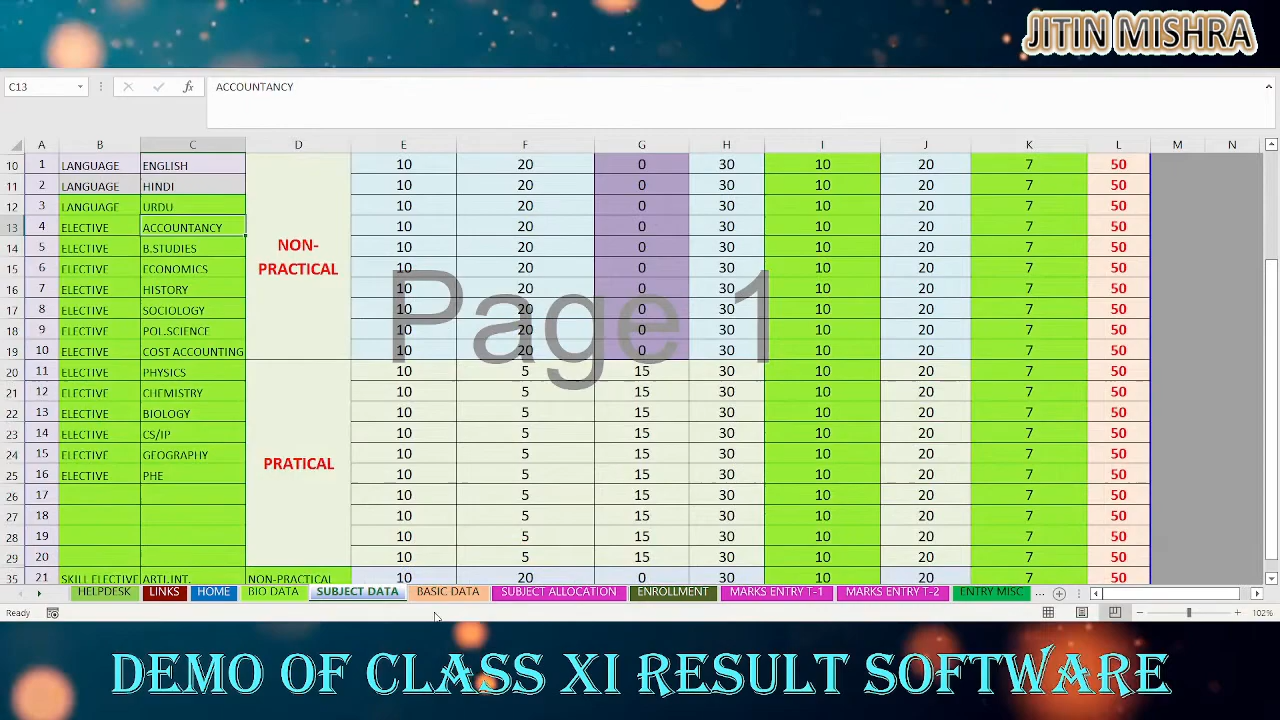 JITIN MISHRA
C13 fx ACCOUNTANCY
A B C D E F G H I J K L M N
10 1 LANGUAGE ENGLISH 10 20 0 30 10 20 7 50
11 2 LANGUAGE HINDI 10 20 0 30 10 20 7 50
12 3 LANGUAGE URDU 10 20 0 30 10 20 7 50
13 4 ELECTIVE ACCOUNTANCY 10 20 0 30 10 20 7 50
14 5 ELECTIVE B.STUDIES NON- 10 20 0 30 10 20 7 50
15 6 ELECTIVE ECONOMICS PRACTICAL 10 20 0 30 10 20 7 50
16 7 ELECTIVE HISTORY 10 20 0 30 10 20 7 50
17 8 ELECTIVE SOCIOLOGY 10 20 0 30 10 20 7 50
Page 1
18 9 ELECTIVE POL.SCIENCE 10 20 0 30 10 20 7 50
19 10 ELECTIVE COST ACCOUNTING 10 20 0 30 10 20 7 50
20 11 ELECTIVE PHYSICS 10 5 15 30 10 20 7 50
21 12 ELECTIVE CHEMISTRY 10 5 15 30 10 20 7 50
22 13 ELECTIVE BIOLOGY 10 5 15 30 10 20 7 50
23 14 ELECTIVE CS/IP 10 5 15 30 10 20 7 50
24 15 ELECTIVE GEOGRAPHY PRATICAL 10 5 15 30 10 20 7 50
25 16 ELECTIVE PHE 10 5 15 30 10 20 7 50
26 17 10 5 15 30 10 20 7 50
27 18 10 5 15 30 10 20 7 50
28 19 10 5 15 30 10 20 7 50
29 20 10 5 15 30 10 20 7 50
35 21 SKILL ELECTIVE ARTI.INT. NON-PRACTICAL 10 20 0 30 10 20 7 50
HELPDESK LINKS HOME BIO DATA SUBJECT DATA BASIC DATA SUBJECT ALLOCATION ENROLLMENT MARKS ENTRY T-1 MARKS ENTRY T-2 ENTRY MISC ...
Ready 102%
DEMO OF CLASS XI RESULT SOFTWARE